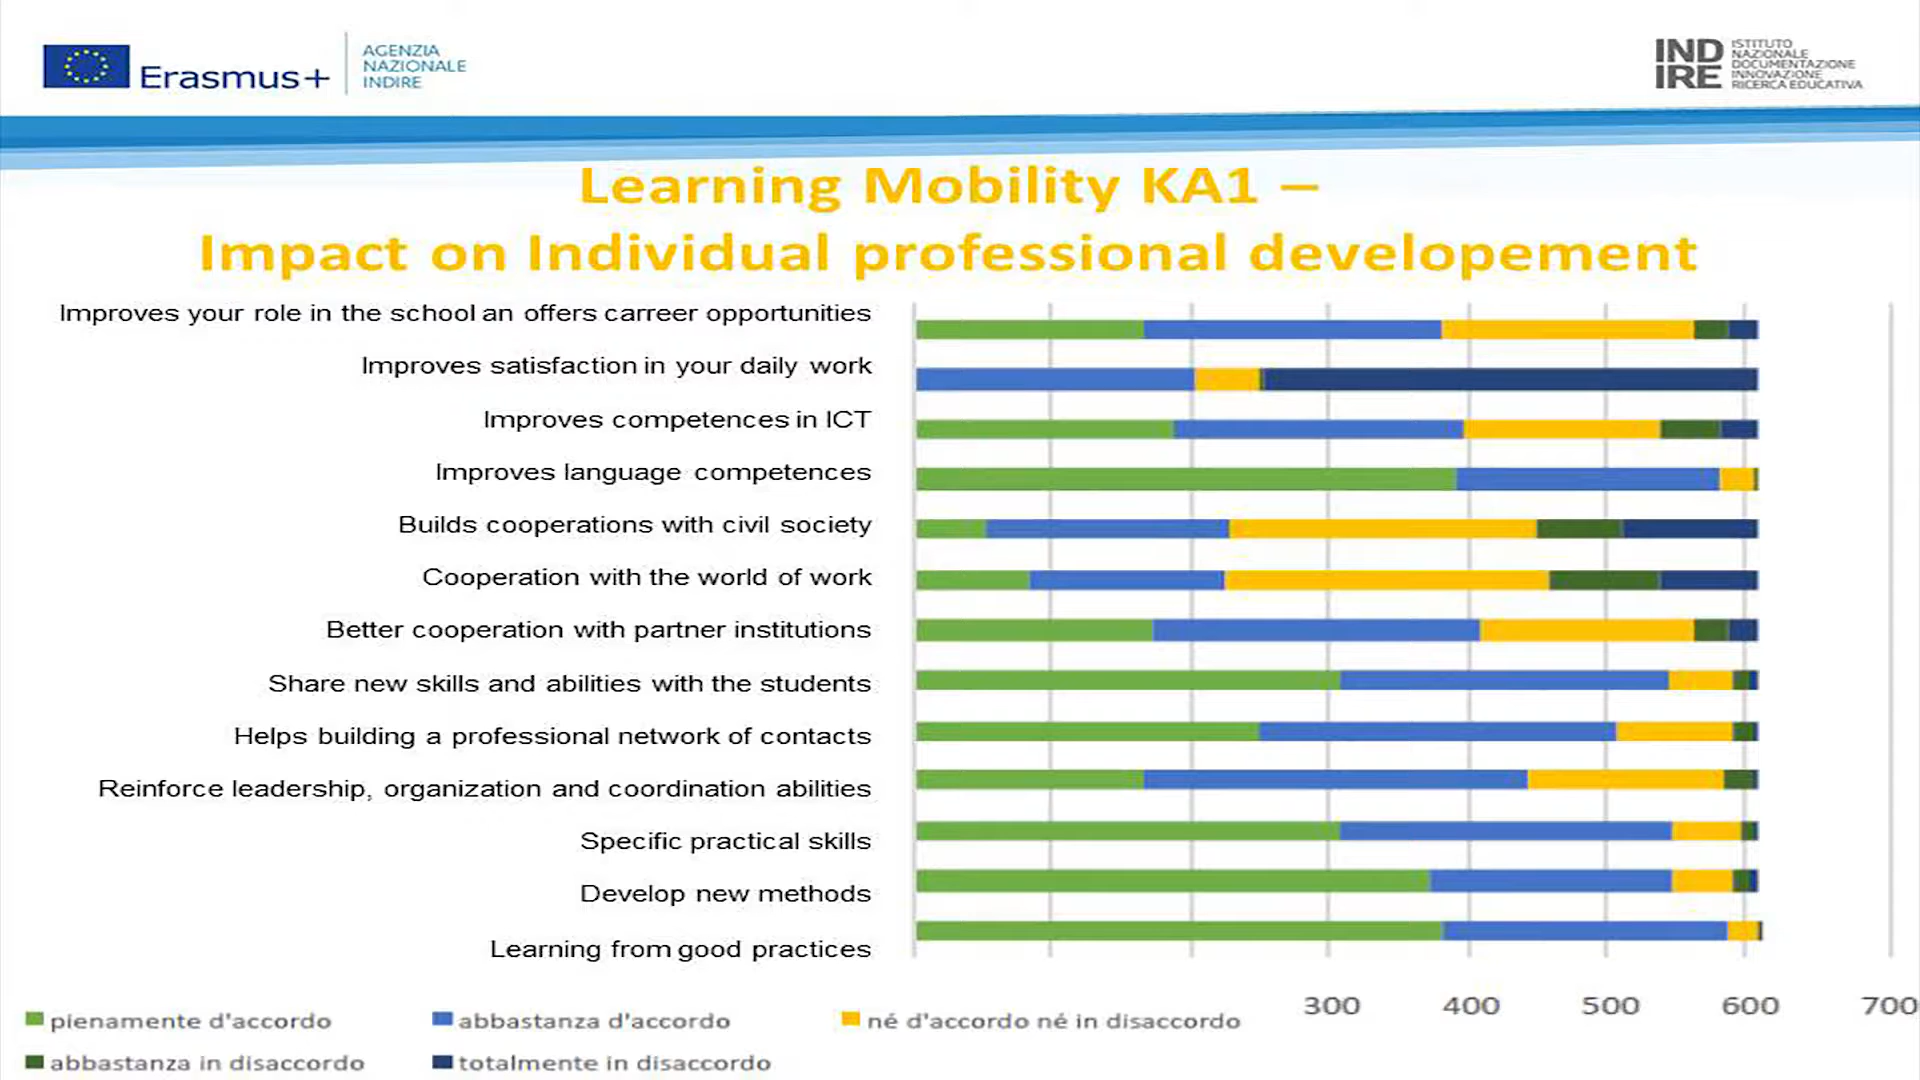 Erasmus+
AGENZIA
NAZIONALE
INDIRE
IND
IRE
ISTITUTO
NAZIONALE
DOCUMENTAZIONE
INNOVAZIONE
RICERCA EDUCATIVA
Learning Mobility KA1 –
Impact on Individual professional developement
Improves your role in the school an offers carreer opportunities
Improves satisfaction in your daily work
Improves competences in ICT
Improves language competences
Builds cooperations with civil society
Cooperation with the world of work
Better cooperation with partner institutions
Share new skills and abilities with the students
Helps building a professional network of contacts
Reinforce leadership, organization and coordination abilities
Specific practical skills
Develop new methods
Learning from good practices
300 400 500 600 700
pienamente d'accordo abbastanza d'accordo né d'accordo né in disaccordo
abbastanza in disaccordo totalmente in disaccordo